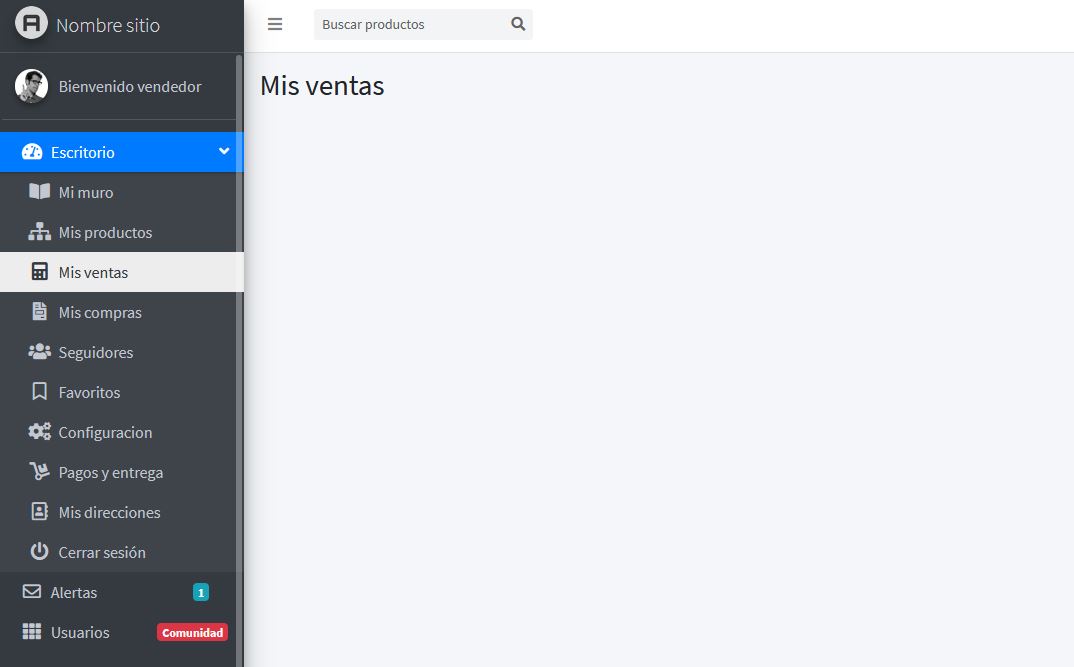 Nombre sitio
Buscar productos
Bienvenido vendedor
Mis ventas
Escritorio
Mi muro
Mis productos
Mis ventas
Mis compras
Seguidores
Favoritos
Configuracion
Pagos y entrega
Mis direcciones
Cerrar sesión
Alertas 1
Usuarios Comunidad